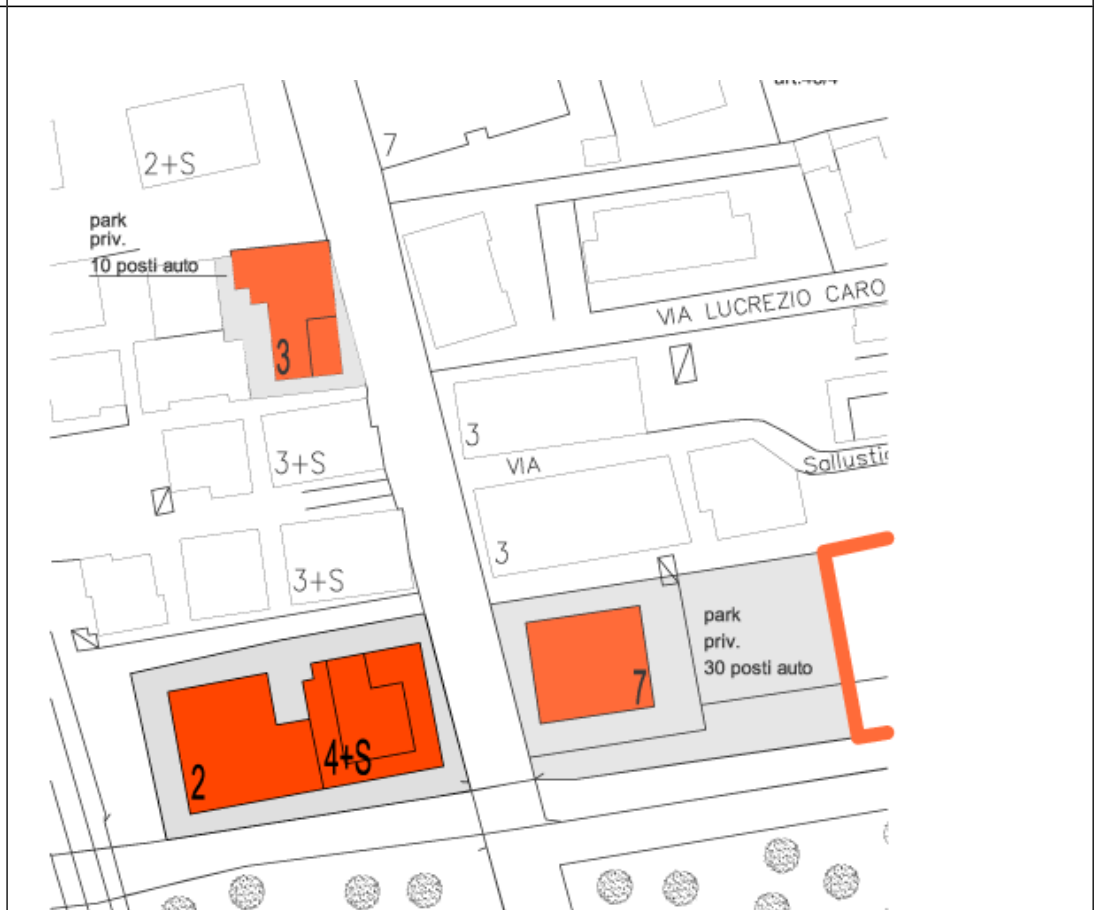 7
2+S
park
priv.
10 posti auto
VIA LUCREZIO CARO
3
3
3+S
VIA
Sallustio
3
3+S
park
priv.
30 posti auto
7
4+S
2